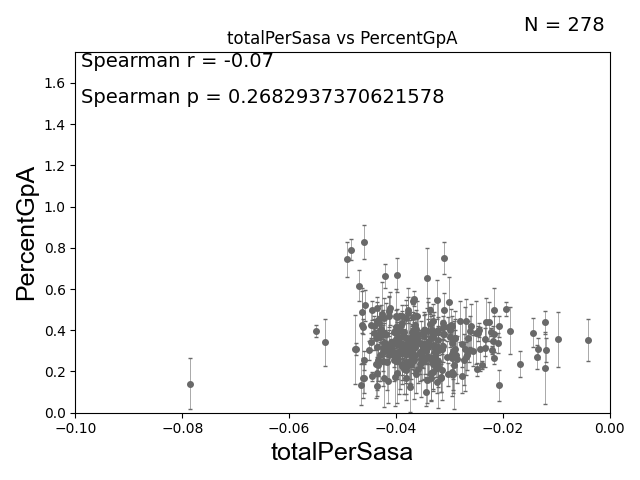 N = 278
totalPerSasa vs PercentGpA
Spearman r = -0.07
Spearman p = 0.2682937370621578
1.6
1.4
1.2
1.0
0.8
0.6
0.4
0.2
0.0
PercentGpA
−0.10 −0.08 −0.06 −0.04 −0.02 0.00
totalPerSasa